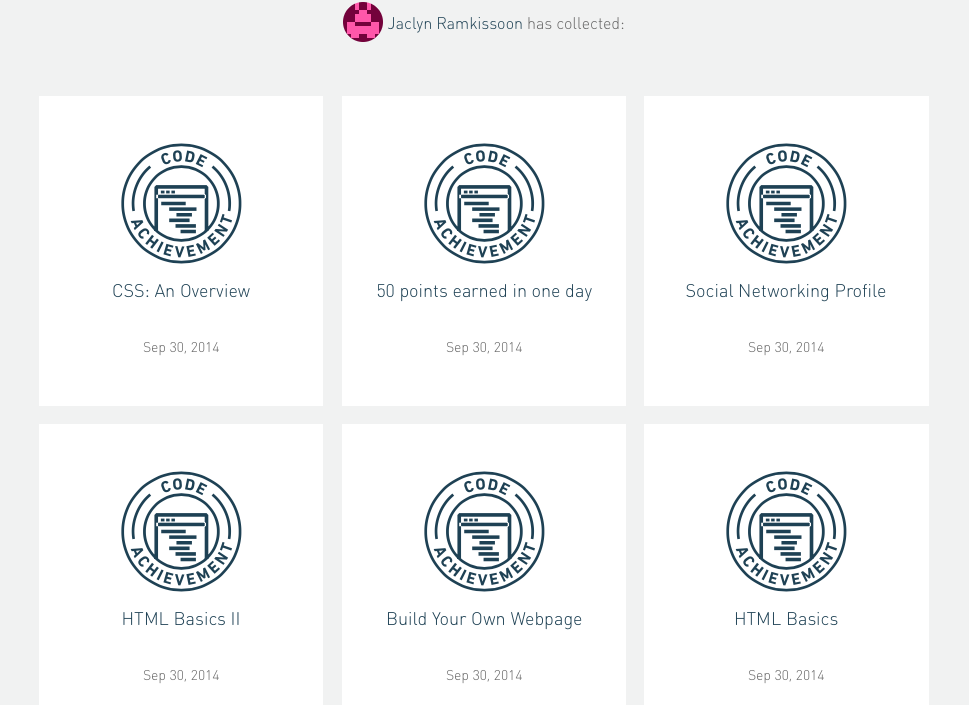 Jaclyn Ramkissoon has collected:
CODE ACHIEVEMENT
CSS: An Overview
Sep 30, 2014
CODE ACHIEVEMENT
50 points earned in one day
Sep 30, 2014
CODE ACHIEVEMENT
Social Networking Profile
Sep 30, 2014
CODE ACHIEVEMENT
HTML Basics II
Sep 30, 2014
CODE ACHIEVEMENT
Build Your Own Webpage
Sep 30, 2014
CODE ACHIEVEMENT
HTML Basics
Sep 30, 2014